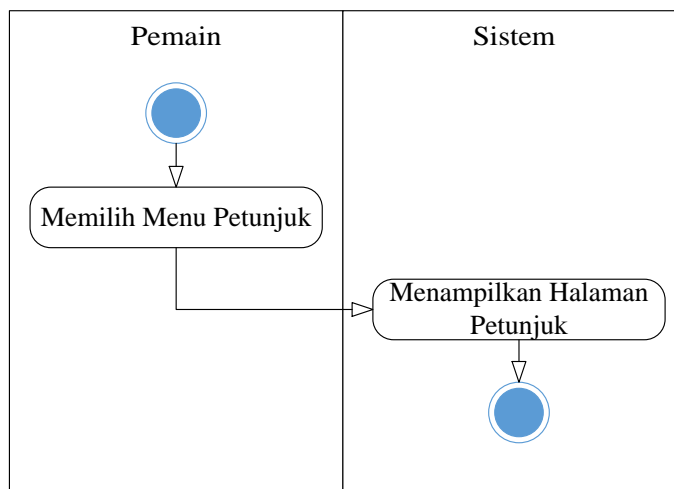 Pemain
Sistem
Memilih Menu Petunjuk
Menampilkan Halaman
Petunjuk